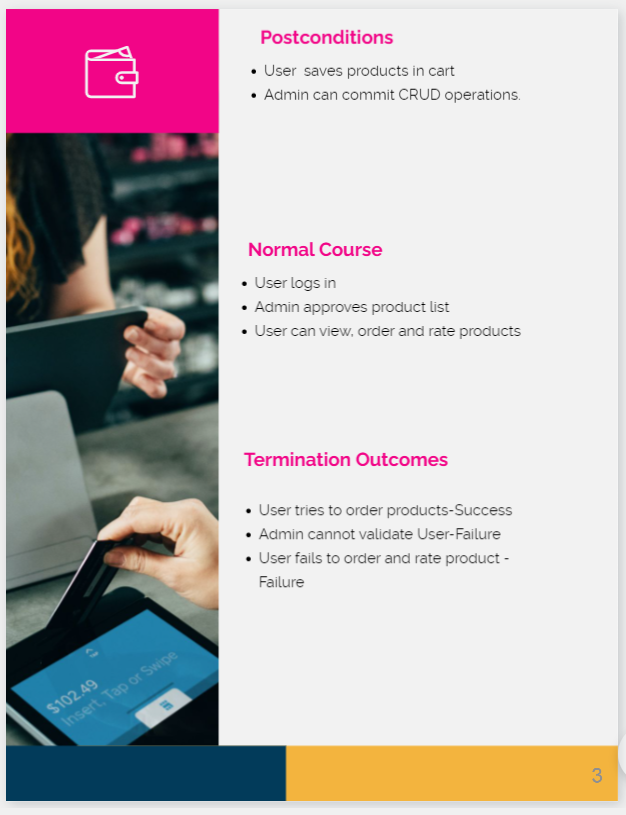 Postconditions
User saves products in cart
Admin can commit CRUD operations.
Normal Course
User logs in
Admin approves product list
User can view, order and rate products
Termination Outcomes
User tries to order products-Success
Admin cannot validate User-Failure
User fails to order and rate product -
Failure
$102.49
Insert, Tap or Swipe
3